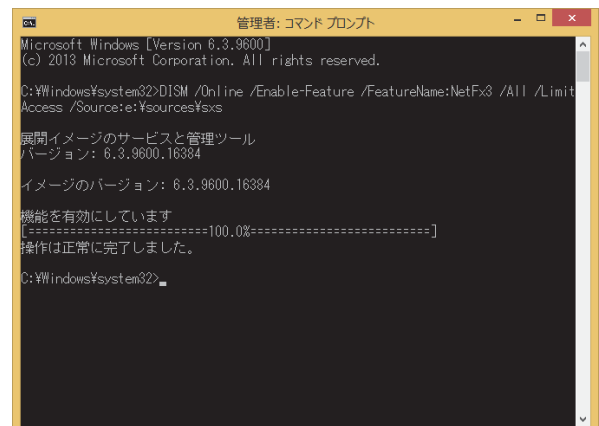 管理者: コマンド プロンプト
Microsoft Windows [Version 6.3.9600]
(c) 2013 Microsoft Corporation. All rights reserved.
C:¥Windows¥system32>DISM /Online /Enable-Feature /FeatureName:NetFx3 /All /Limit
Access /Source:e:¥sources¥sxs
展開イメージのサービスと管理ツール
バージョン: 6.3.9600.16384
イメージのバージョン: 6.3.9600.16384
機能を有効にしています
[==========================100.0%==========================]
操作は正常に完了しました。
C:¥Windows¥system32>